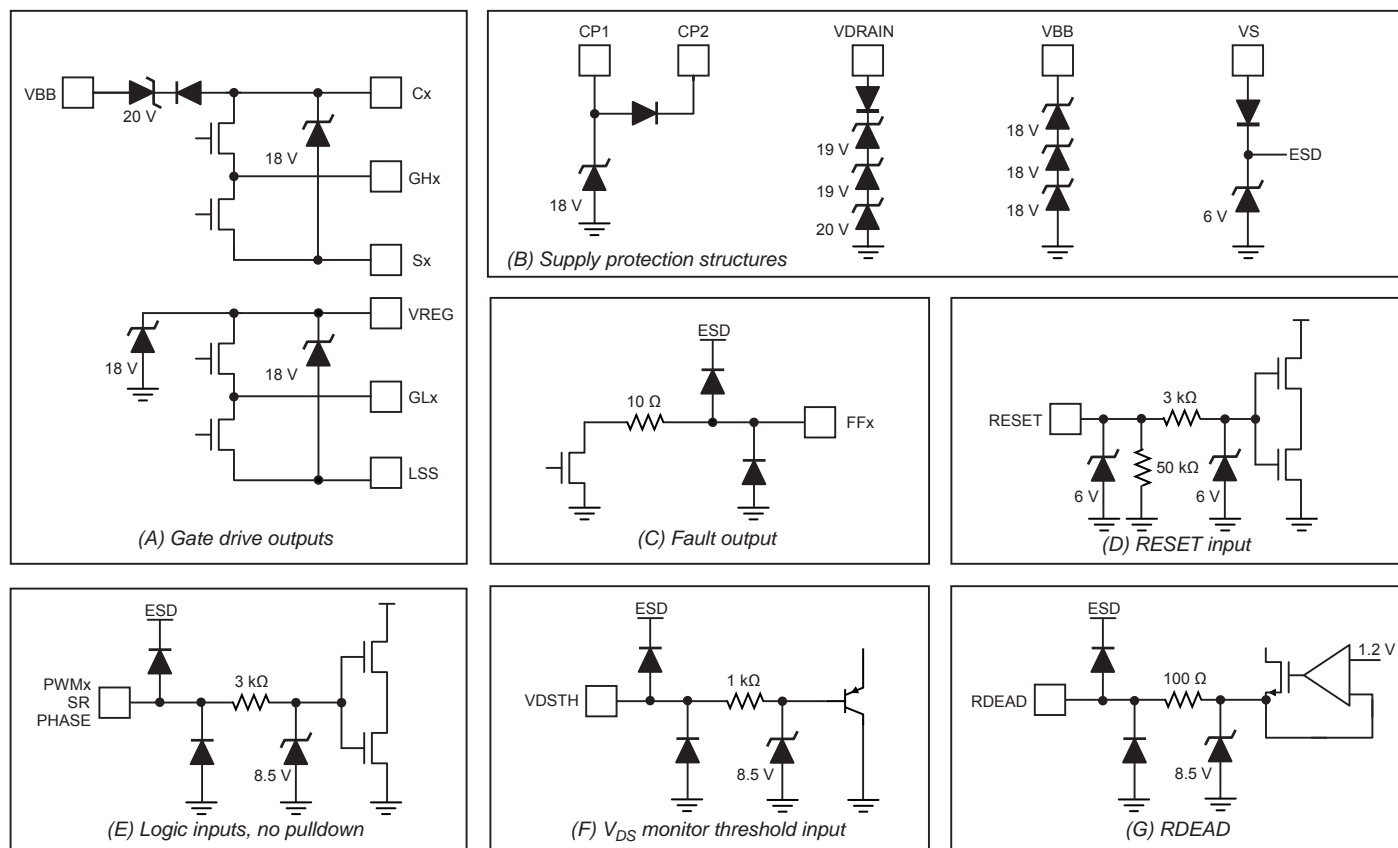 VBB
20 V
Cx
18 V
GHx
Sx
VREG
18 V
18 V
GLx
LSS
(A) Gate drive outputs
CP1
CP2
VDRAIN
VBB
VS
18 V
19 V
19 V
20 V
18 V
18 V
18 V
ESD
6 V
(B) Supply protection structures
ESD
10 Ω
FFx
(C) Fault output
RESET
3 kΩ
50 kΩ
6 V
6 V
(D) RESET input
ESD
PWMx
SR
PHASE
3 kΩ
8.5 V
(E) Logic inputs, no pulldown
ESD
VDSTH
1 kΩ
8.5 V
(F) VDS monitor threshold input
ESD
RDEAD
100 Ω
1.2 V
8.5 V
(G) RDEAD